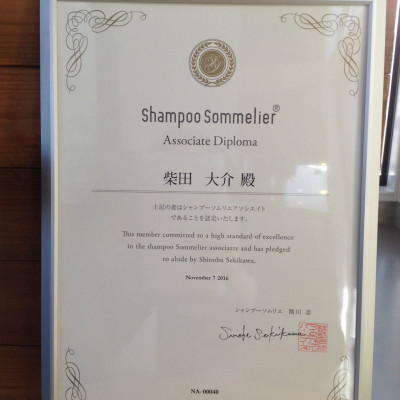 Shampoo Sommelier®
Associate Diploma
柴田 大介 殿
上記の者はシャンプーソムリエアソシエイト
であることを認定いたします。
This member committed to a high standard of excellence
in the shampoo Sommelier associate and has pledged
to abide by Shinobu Sekikawa.
November 7 2016
シャンプーソムリエ 関川 忍
NA- 00040